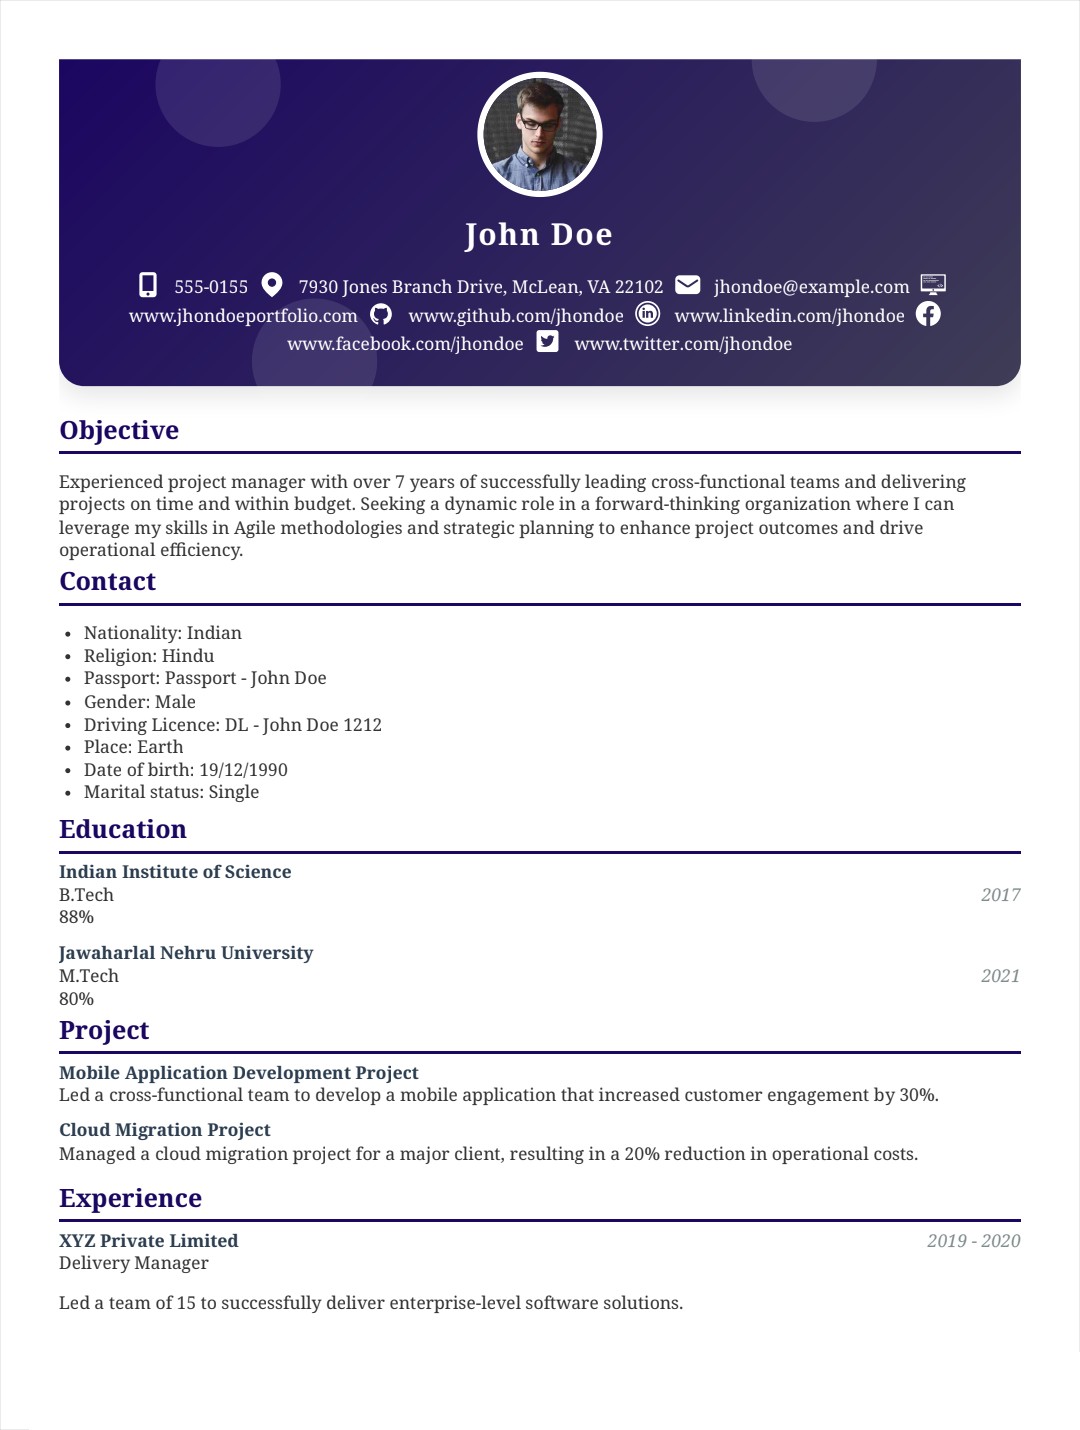 John Doe
555-0155 7930 Jones Branch Drive, McLean, VA 22102 jhondoe@example.com
www.jhondoeportfolio.com www.github.com/jhondoe www.linkedin.com/jhondoe
www.facebook.com/jhondoe www.twitter.com/jhondoe
Objective
Experienced project manager with over 7 years of successfully leading cross-functional teams and delivering
projects on time and within budget. Seeking a dynamic role in a forward-thinking organization where I can
leverage my skills in Agile methodologies and strategic planning to enhance project outcomes and drive
operational efficiency.
Contact
• Nationality: Indian
• Religion: Hindu
• Passport: Passport - John Doe
• Gender: Male
• Driving Licence: DL - John Doe 1212
• Place: Earth
• Date of birth: 19/12/1990
• Marital status: Single
Education
Indian Institute of Science
B.Tech 2017
88%
Jawaharlal Nehru University
M.Tech 2021
80%
Project
Mobile Application Development Project
Led a cross-functional team to develop a mobile application that increased customer engagement by 30%.
Cloud Migration Project
Managed a cloud migration project for a major client, resulting in a 20% reduction in operational costs.
Experience
XYZ Private Limited 2019 - 2020
Delivery Manager
Led a team of 15 to successfully deliver enterprise-level software solutions.